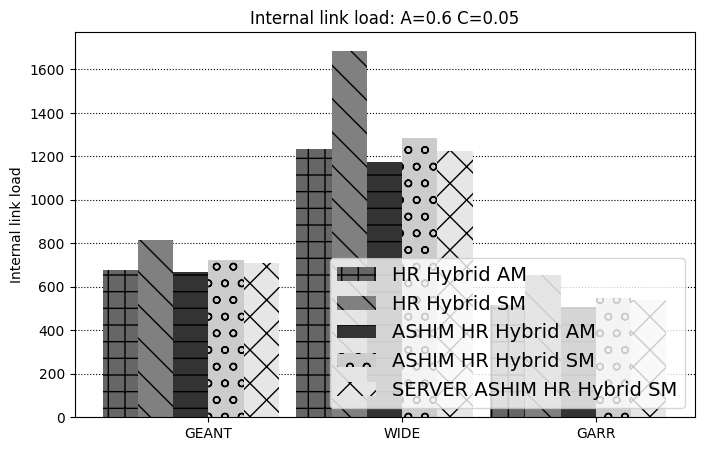 Internal link load: A=0.6 C=0.05
Internal link load
1600
1400
1200
1000
800
600
400
200
0
HR Hybrid AM
HR Hybrid SM
ASHIM HR Hybrid AM
ASHIM HR Hybrid SM
SERVER ASHIM HR Hybrid SM
GEANT
WIDE
GARR